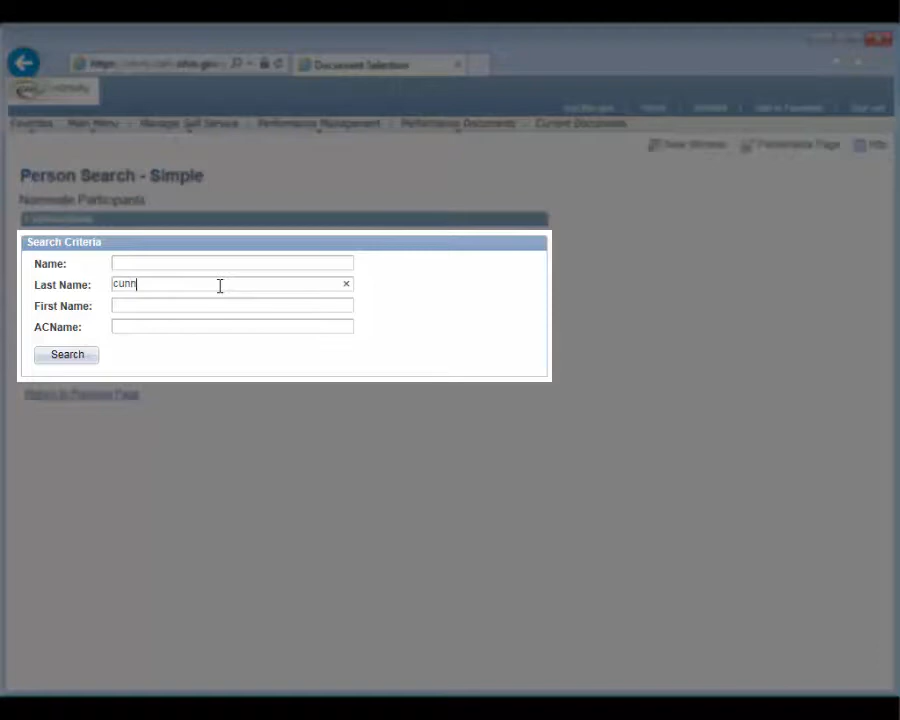 Document Selection
Favorites Main Menu Manage Self Service Performance Management Performance Documents Current Documents
New Window Personalize Page
Person Search - Simple
Nominate Participants
Search Criteria
Name:
Last Name: cunn ×
First Name:
ACName:
Search
Return to Previous Page